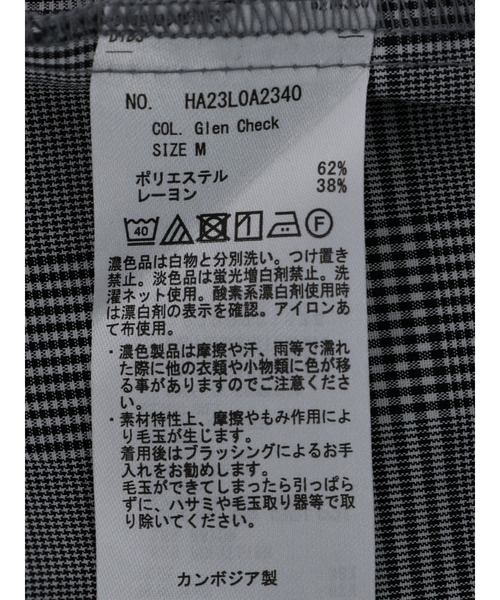 NO. HA23L0A2340
COL. Glen Check
SIZE M
ポリエステル 62%
レーヨン 38%
40 F
濃色品は白物と分別洗い。つけ置き
禁止。淡色品は蛍光増白剤禁止。洗
濯ネット使用。酸素系漂白剤使用時
は漂白剤の表示を確認。アイロンあ
て布使用。
・濃色製品は摩擦や汗、雨等で濡れ
た際に他の衣類や小物類に色が移
る事がありますのでご注意くださ
い。
・素材特性上、摩擦やもみ作用によ
り毛玉が生じます。
着用後はブラッシングによるお手
入れをお勧めします。
毛玉ができてしまったら引っぱら
ずに、ハサミや毛玉取り器等で取
り除いてください。
カンボジア製